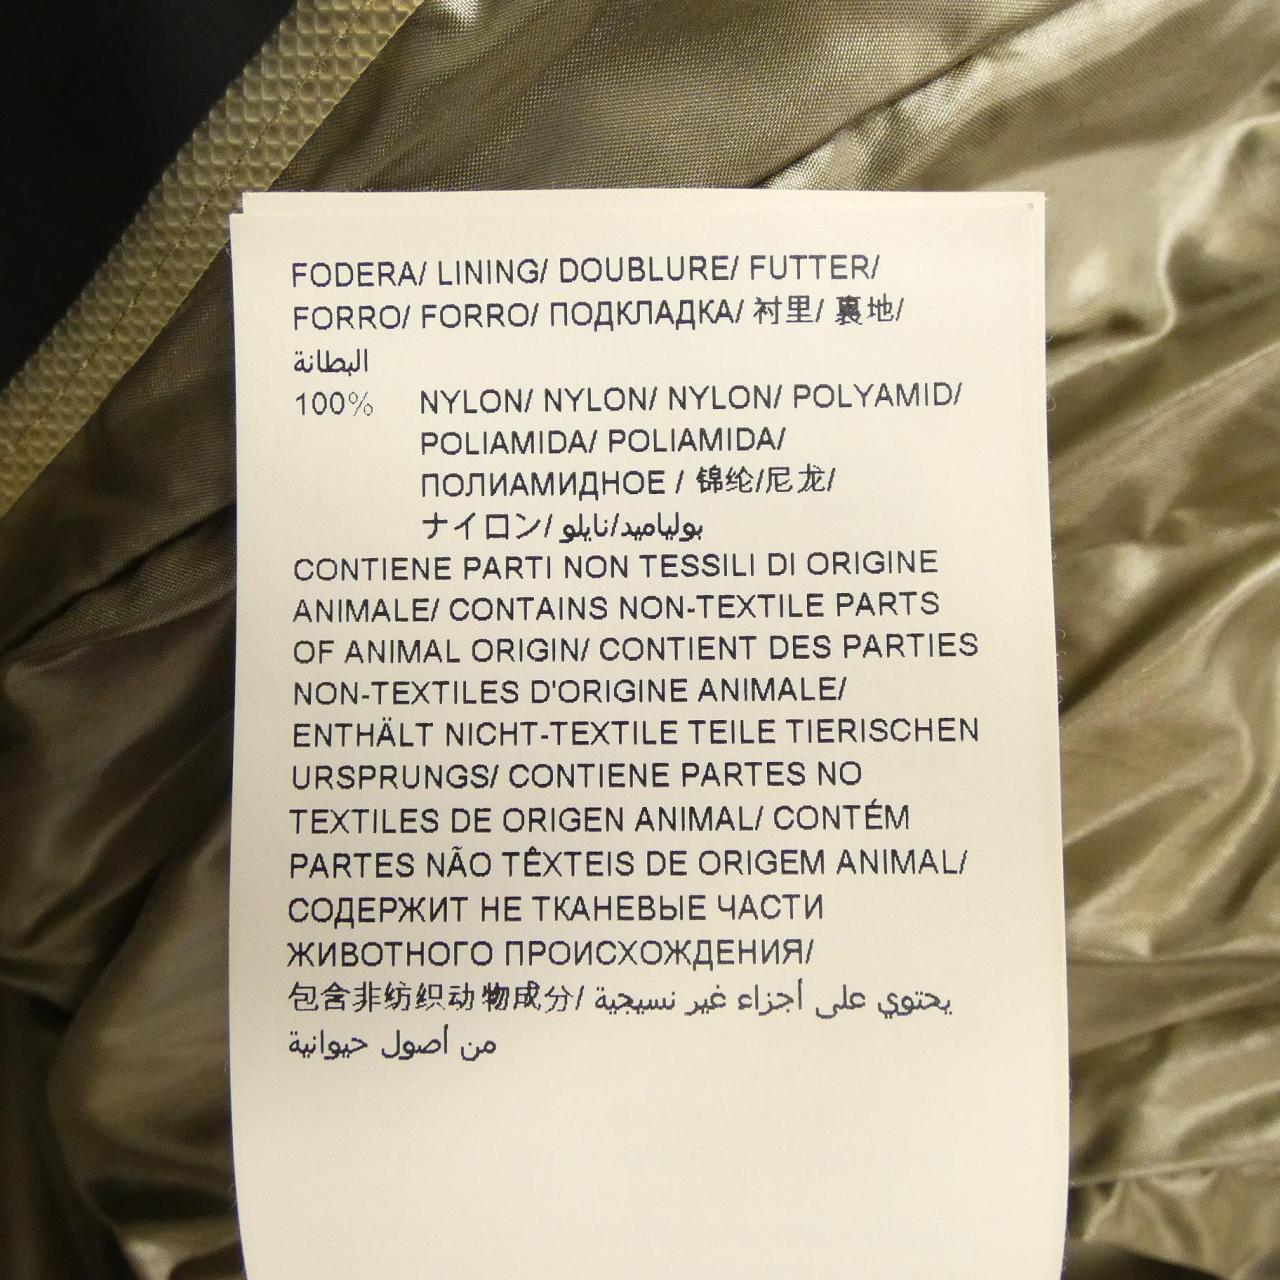 FODERA/ LINING/ DOUBLURE/ FUTTER/
FORRO/ FORRO/ ПОДКЛАДКА/ 衬里/ 裏地/
البطانة
100% NYLON/ NYLON/ NYLON/ POLYAMID/
POLIAMIDA/ POLIAMIDA/
ПОЛИАМИДНОЕ / 锦纶/尼龙/
ナイロン/ بولياميد/نايلو
CONTIENE PARTI NON TESSILI DI ORIGINE
ANIMALE/ CONTAINS NON-TEXTILE PARTS
OF ANIMAL ORIGIN/ CONTIENT DES PARTIES
NON-TEXTILES D'ORIGINE ANIMALE/
ENTHÄLT NICHT-TEXTILE TEILE TIERISCHEN
URSPRUNGS/ CONTIENE PARTES NO
TEXTILES DE ORIGEN ANIMAL/ CONTÉM
PARTES NÃO TÊXTEIS DE ORIGEM ANIMAL/
СОДЕРЖИТ НЕ ТКАНЕВЫЕ ЧАСТИ
ЖИВОТНОГО ПРОИСХОЖДЕНИЯ/
包含非纺织动物成分/ يحتوي على أجزاء غير نسيجية
من أصول حيوانية